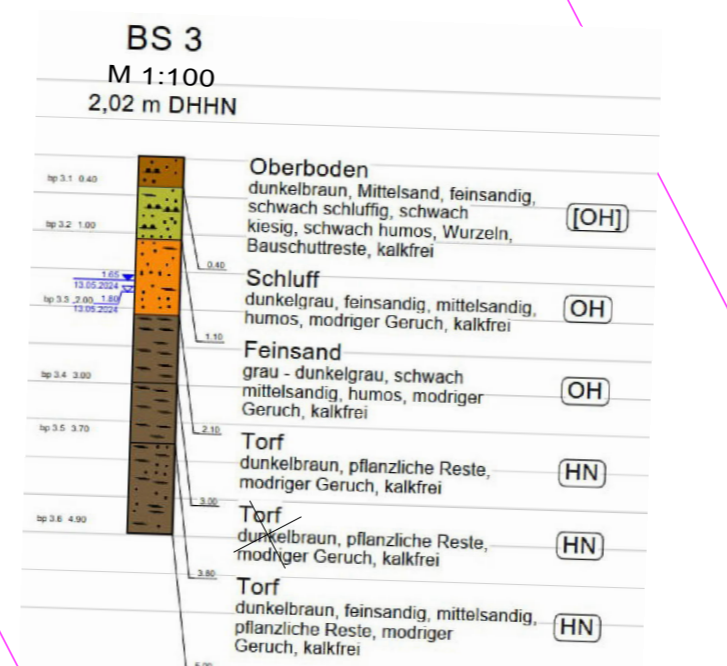 BS 3
M 1:100
2,02 m DHHN
Oberboden
bp 3.1 0.40
dunkelbraun, Mittelsand, feinsandig,
schwach schluffig, schwach
kiesig, schwach humos, Wurzeln,
Bauschuttreste, kalkfrei
[OH]
bp 3.2 1.00
0.40
Schluff
dunkelgrau, feinsandig, mittelsandig,
humos, modriger Geruch, kalkfrei
OH
1.65
13.05.2024
bp 3.3 2.00 1.80
13.05.2024
1.10
Feinsand
grau - dunkelgrau, schwach
mittelsandig, humos, modriger
Geruch, kalkfrei
OH
bp 3.4 3.00
2.10
Torf
dunkelbraun, pflanzliche Reste,
modriger Geruch, kalkfrei
HN
bp 3.5 3.70
3.00
Torf
dunkelbraun, pflanzliche Reste,
modriger Geruch, kalkfrei
HN
bp 3.6 4.90
3.80
Torf
dunkelbraun, feinsandig, mittelsandig,
pflanzliche Reste, modriger
Geruch, kalkfrei
HN